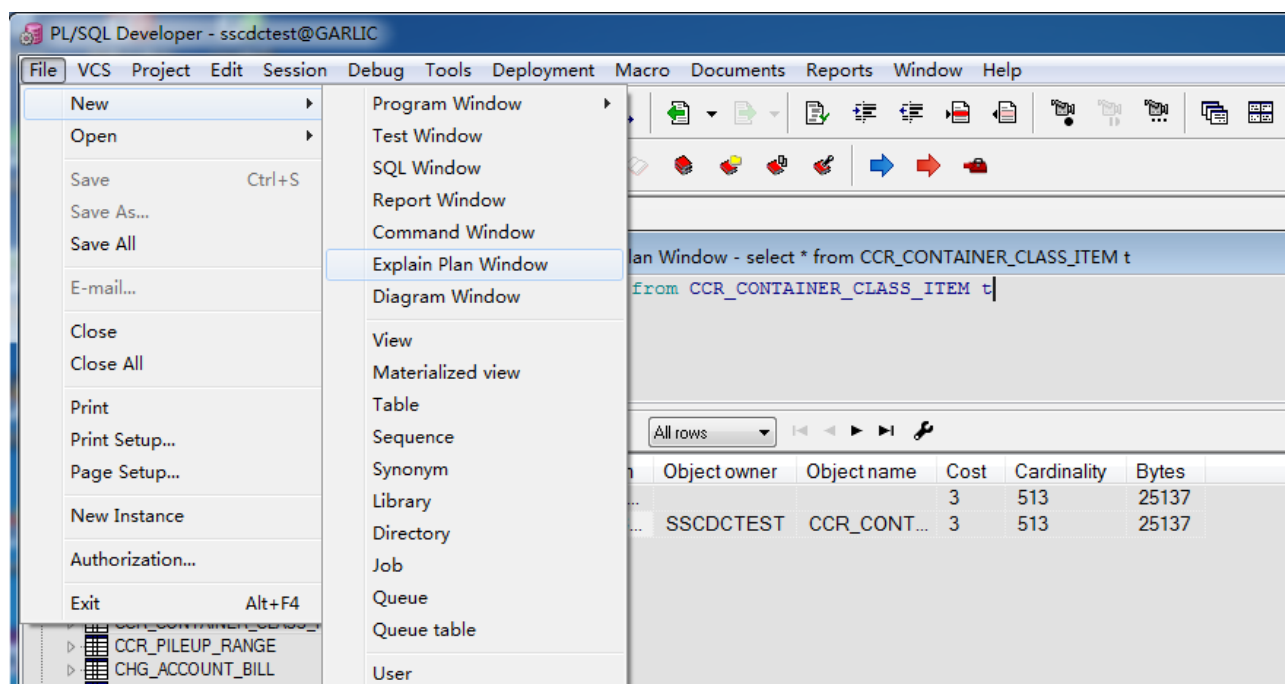 PL/SQL Developer - sscdctest@GARLIC
File VCS Project Edit Session Debug Tools Deployment Macro Documents Reports Window Help
New
Open
Save Ctrl+S
Save As...
Save All
E-mail...
Close
Close All
Print
Print Setup...
Page Setup...
New Instance
Authorization...
Exit Alt+F4
Program Window
Test Window
SQL Window
Report Window
Command Window
Explain Plan Window
Diagram Window
View
Materialized view
Table
Sequence
Synonym
Library
Directory
Job
Queue
Queue table
User
Window - select * from CCR_CONTAINER_CLASS_ITEM t
from CCR_CONTAINER_CLASS_ITEM t
All rows
Object owner Object name Cost Cardinality Bytes
... 3 513 25137
... SSCDCTEST CCR_CONT... 3 513 25137
CCR_PILEUP_RANGE
CHG_ACCOUNT_BILL